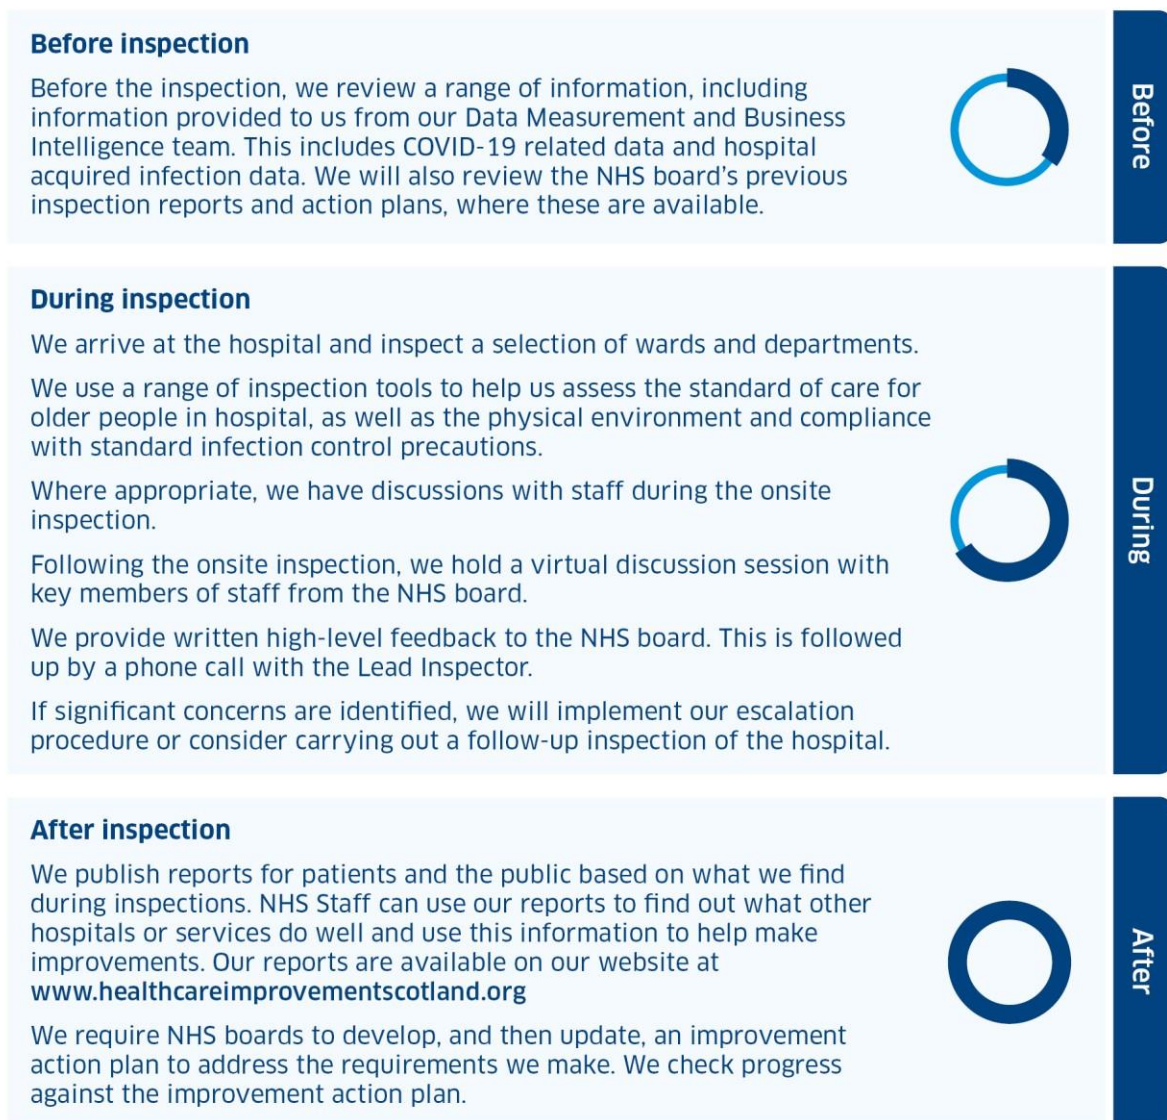 Before inspection
Before the inspection, we review a range of information, including
information provided to us from our Data Measurement and Business
Intelligence team. This includes COVID-19 related data and hospital
acquired infection data. We will also review the NHS board's previous
inspection reports and action plans, where these are available.
Before
During inspection
We arrive at the hospital and inspect a selection of wards and departments.
We use a range of inspection tools to help us assess the standard of care for
older people in hospital, as well as the physical environment and compliance
with standard infection control precautions.
Where appropriate, we have discussions with staff during the onsite
inspection.
Following the onsite inspection, we hold a virtual discussion session with
key members of staff from the NHS board.
We provide written high-level feedback to the NHS board. This is followed
up by a phone call with the Lead Inspector.
If significant concerns are identified, we will implement our escalation
procedure or consider carrying out a follow-up inspection of the hospital.
During
After inspection
We publish reports for patients and the public based on what we find
during inspections. NHS Staff can use our reports to find out what other
hospitals or services do well and use this information to help make
improvements. Our reports are available on our website at
www.healthcareimprovementscotland.org
We require NHS boards to develop, and then update, an improvement
action plan to address the requirements we make. We check progress
against the improvement action plan.
After